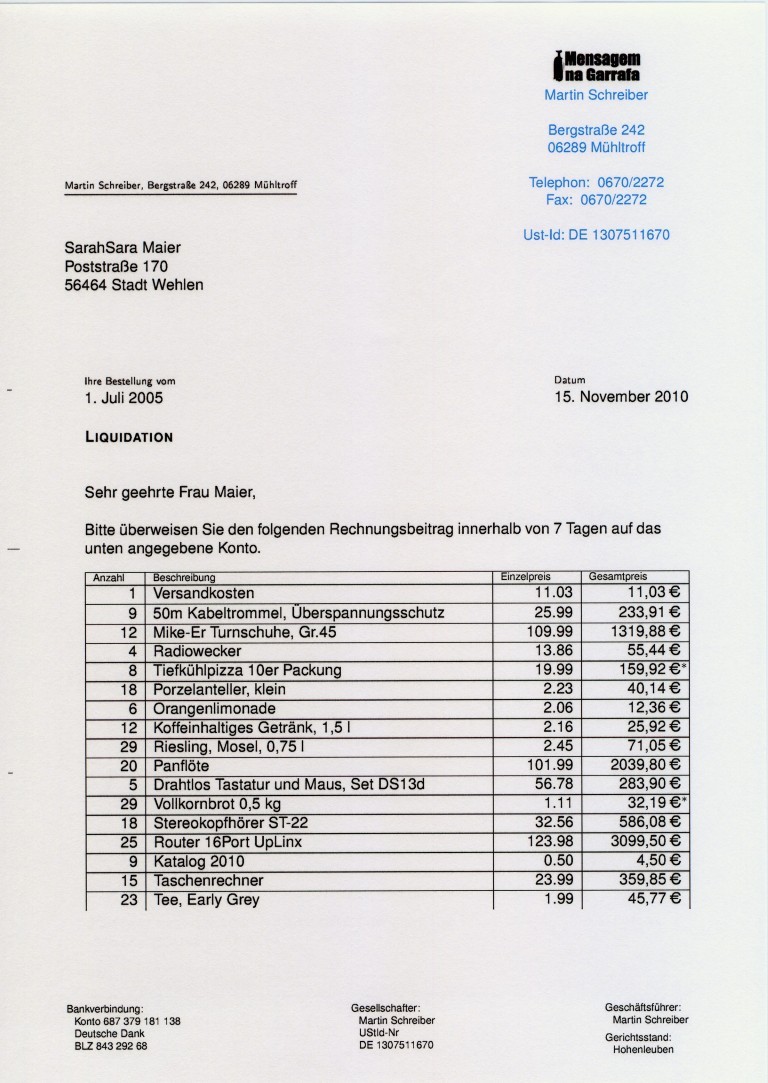 Mensagem
na Garrafa
Martin Schreiber
Bergstraße 242
06289 Mühltroff
Telephon: 0670/2272
Fax: 0670/2272
Ust-Id: DE 1307511670
Martin Schreiber, Bergstraße 242, 06289 Mühltroff
SarahSara Maier
Poststraße 170
56464 Stadt Wehlen
Ihre Bestellung vom
1. Juli 2005
Datum
15. November 2010
LIQUIDATION
Sehr geehrte Frau Maier,
Bitte überweisen Sie den folgenden Rechnungsbeitrag innerhalb von 7 Tagen auf das
unten angegebene Konto.
Anzahl Beschreibung Einzelpreis Gesamtpreis
1 Versandkosten 11.03 11,03 €
9 50m Kabeltrommel, Überspannungsschutz 25.99 233,91 €
12 Mike-Er Turnschuhe, Gr.45 109.99 1319,88 €
4 Radiowecker 13.86 55,44 €
8 Tiefkühlpizza 10er Packung 19.99 159,92 €*
18 Porzelanteller, klein 2.23 40,14 €
6 Orangenlimonade 2.06 12,36 €
12 Koffeinhaltiges Getränk, 1,5 l 2.16 25,92 €
29 Riesling, Mosel, 0,75 l 2.45 71,05 €
20 Panflöte 101.99 2039,80 €
5 Drahtlos Tastatur und Maus, Set DS13d 56.78 283,90 €
29 Vollkornbrot 0,5 kg 1.11 32,19 €*
18 Stereokopfhörer ST-22 32.56 586,08 €
25 Router 16Port UpLinx 123.98 3099,50 €
9 Katalog 2010 0.50 4,50 €
15 Taschenrechner 23.99 359,85 €
23 Tee, Early Grey 1.99 45,77 €
Bankverbindung:
Konto 687 379 181 138
Deutsche Dank
BLZ 843 292 68
Gesellschafter:
Martin Schreiber
UStId-Nr
DE 1307511670
Geschäftsführer:
Martin Schreiber
Gerichtsstand:
Hohenleuben